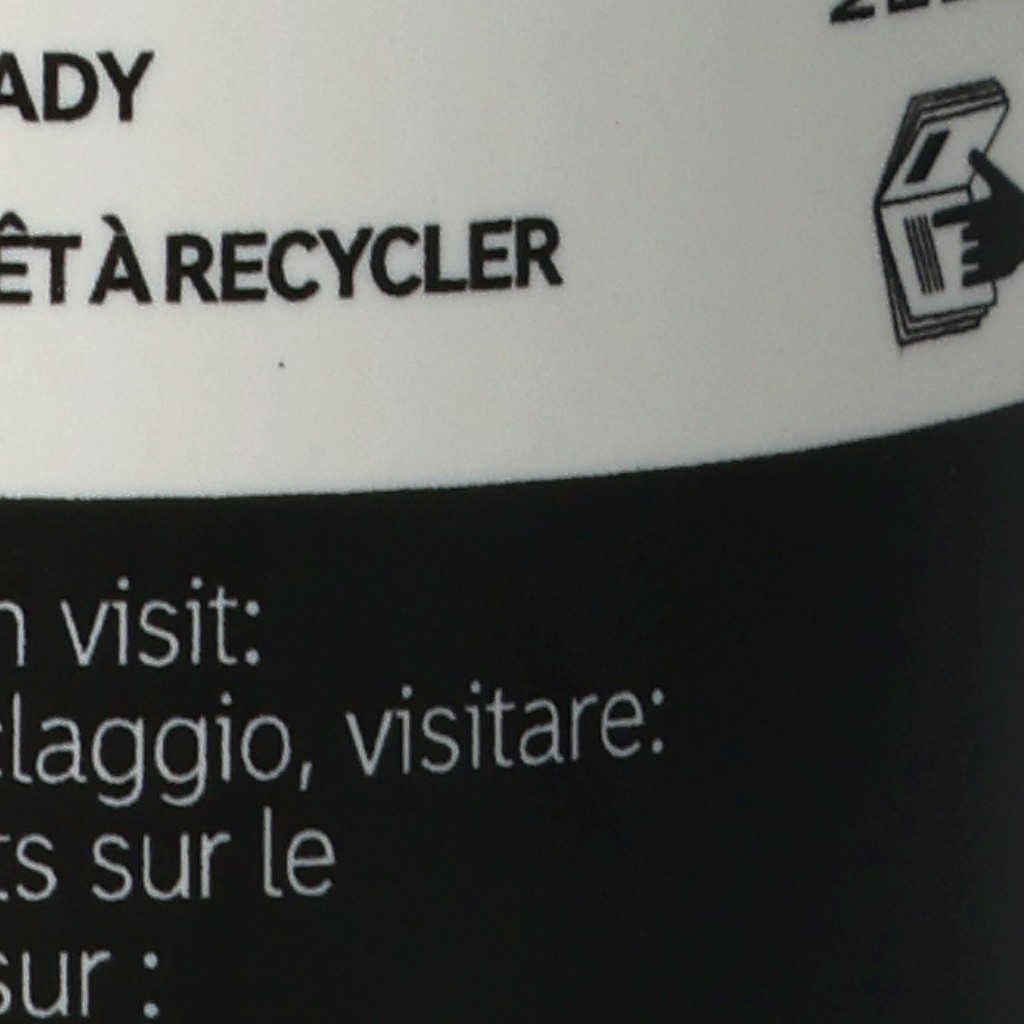 ADY
ÊT À RECYCLER
n visit:
laggio, visitare:
ts sur le
sur :